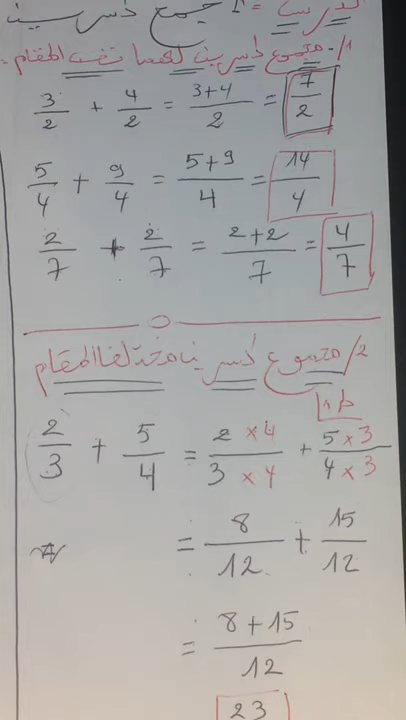 الدرس = 1 جمع كسرين
1/- مجموع كسرين لهما نفس المقام:
3/2 + 4/2 = 3+4/2 = 7/2
5/4 + 9/4 = 5+9/4 = 14/4
2/7 + 2/7 = 2+2/7 = 4/7
2/ مجموع كسرين مختلفا المقام
ط1
2/3 + 5/4 = 2 × 4/3 × 4 + 5 × 3/4 × 3
= 8/12 + 15/12
= 8 + 15/12
23